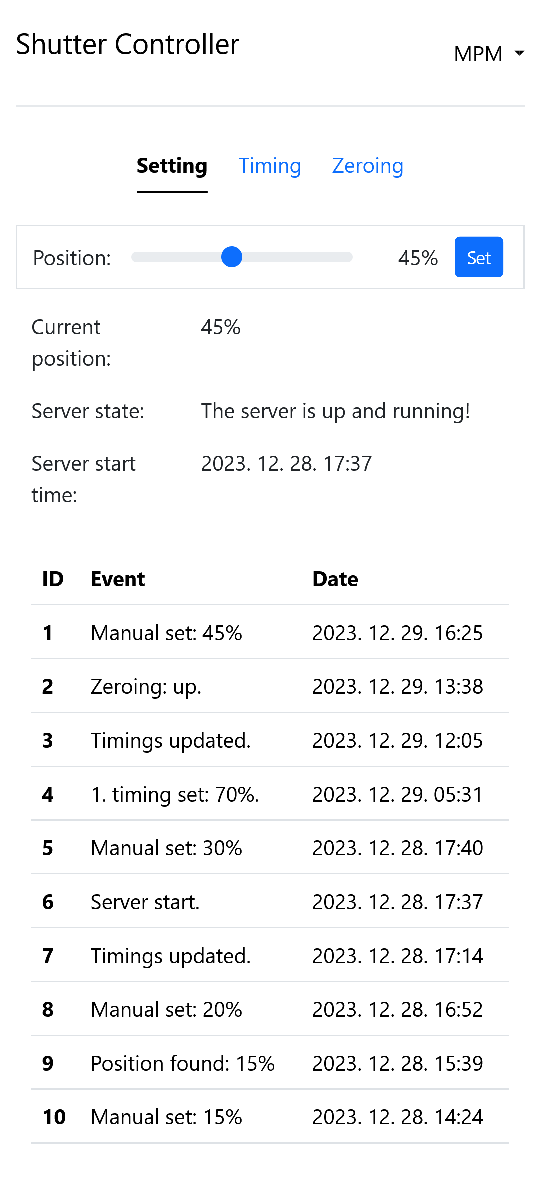 Shutter Controller
MPM
Setting Timing Zeroing
Position: 45% Set
Current position: 45%
Server state: The server is up and running!
Server start time: 2023. 12. 28. 17:37
ID Event Date
1 Manual set: 45% 2023. 12. 29. 16:25
2 Zeroing: up. 2023. 12. 29. 13:38
3 Timings updated. 2023. 12. 29. 12:05
4 1. timing set: 70%. 2023. 12. 29. 05:31
5 Manual set: 30% 2023. 12. 28. 17:40
6 Server start. 2023. 12. 28. 17:37
7 Timings updated. 2023. 12. 28. 17:14
8 Manual set: 20% 2023. 12. 28. 16:52
9 Position found: 15% 2023. 12. 28. 15:39
10 Manual set: 15% 2023. 12. 28. 14:24